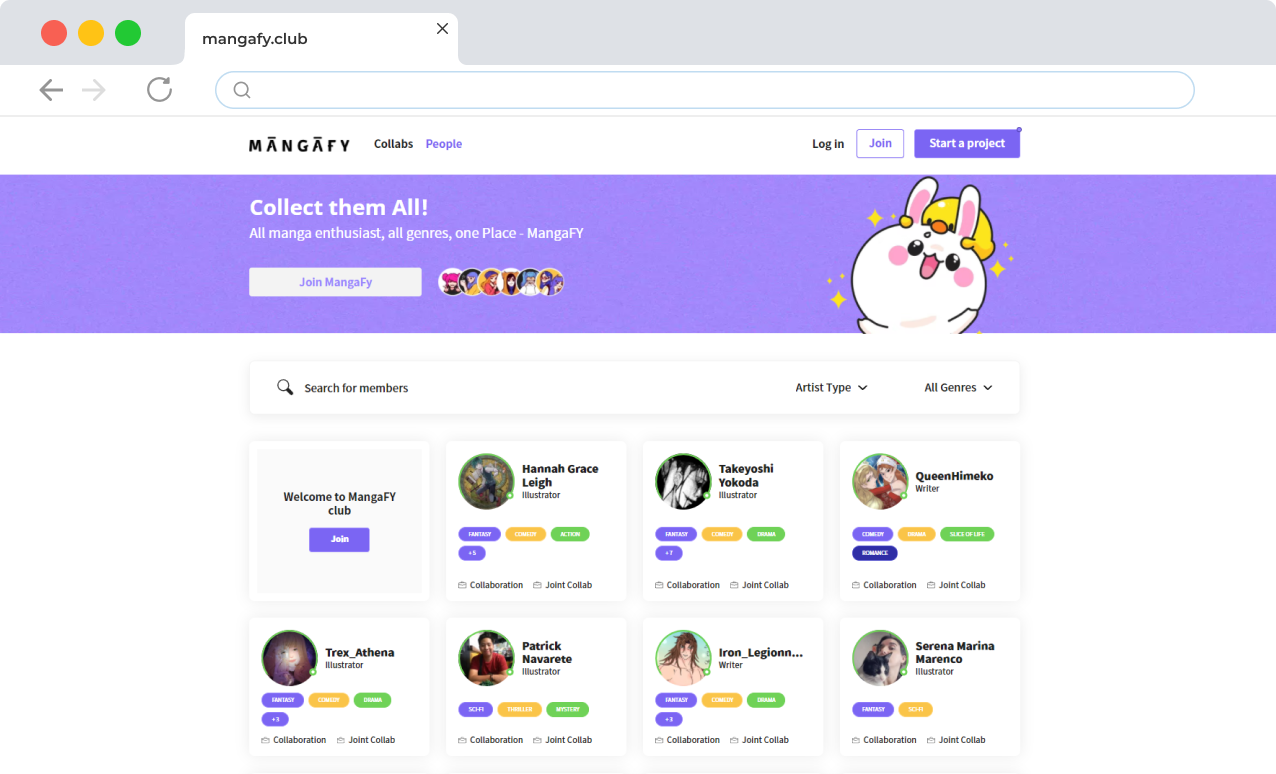 mangafy.club
MĀNGĀFY Collabs People Log in Join Start a project
Collect them All!
All manga enthusiast, all genres, one Place - MangaFY
Join MangaFy
Search for members Artist Type All Genres
Welcome to MangaFY
club
Join
Hannah Grace
Leigh
Illustrator
FANTASY COMEDY ACTION
+5
Collaboration Joint Collab
Takeyoshi
Yokoda
Illustrator
FANTASY COMEDY DRAMA
+7
Collaboration Joint Collab
QueenHimeko
Writer
COMEDY DRAMA SLICE OF LIFE
ROMANCE
Collaboration Joint Collab
Trex_Athena
Illustrator
FANTASY COMEDY DRAMA
+3
Collaboration Joint Collab
Patrick
Navarete
Illustrator
SCI-FI THRILLER MYSTERY
Collaboration Joint Collab
Iron_Legionn...
Writer
FANTASY COMEDY DRAMA
+3
Collaboration Joint Collab
Serena Marina
Marenco
Illustrator
FANTASY SCI-FI
Collaboration Joint Collab